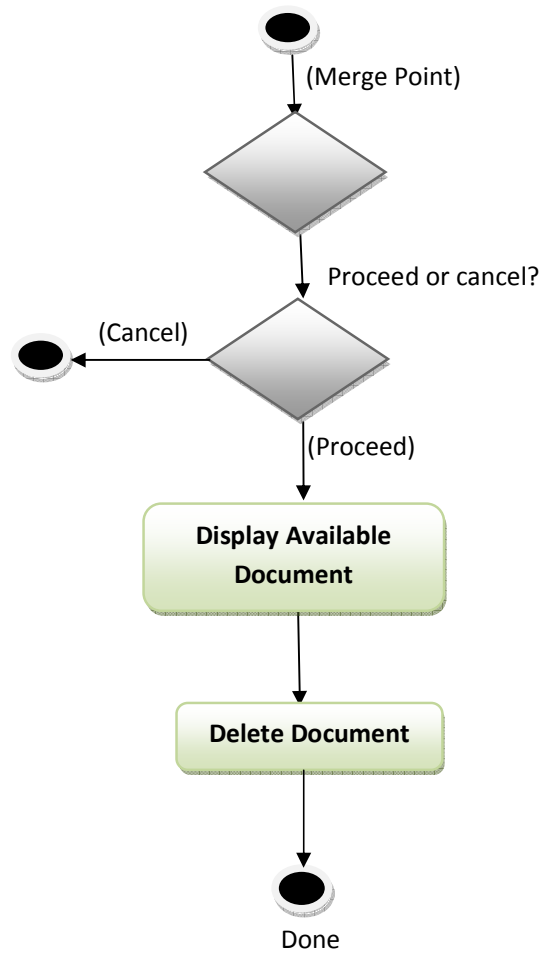 (Merge Point)
Proceed or cancel?
(Cancel)
(Proceed)
Display Available
Document
Delete Document
Done